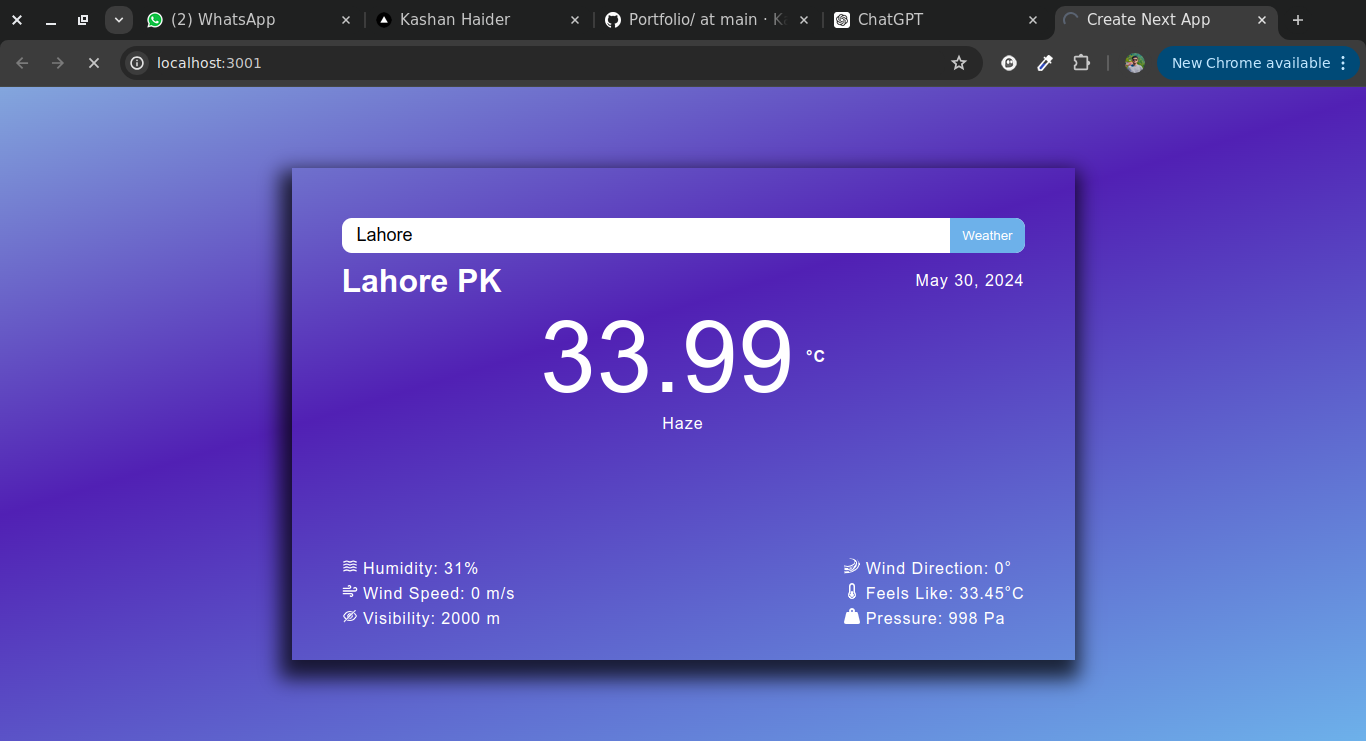 (2) WhatsApp
Kashan Haider
Portfolio/ at main ·
ChatGPT
Create Next App
localhost:3001
New Chrome available
Lahore
Weather
Lahore PK
May 30, 2024
33.99 °C
Haze
Humidity: 31%
Wind Speed: 0 m/s
Visibility: 2000 m
Wind Direction: 0°
Feels Like: 33.45°C
Pressure: 998 Pa